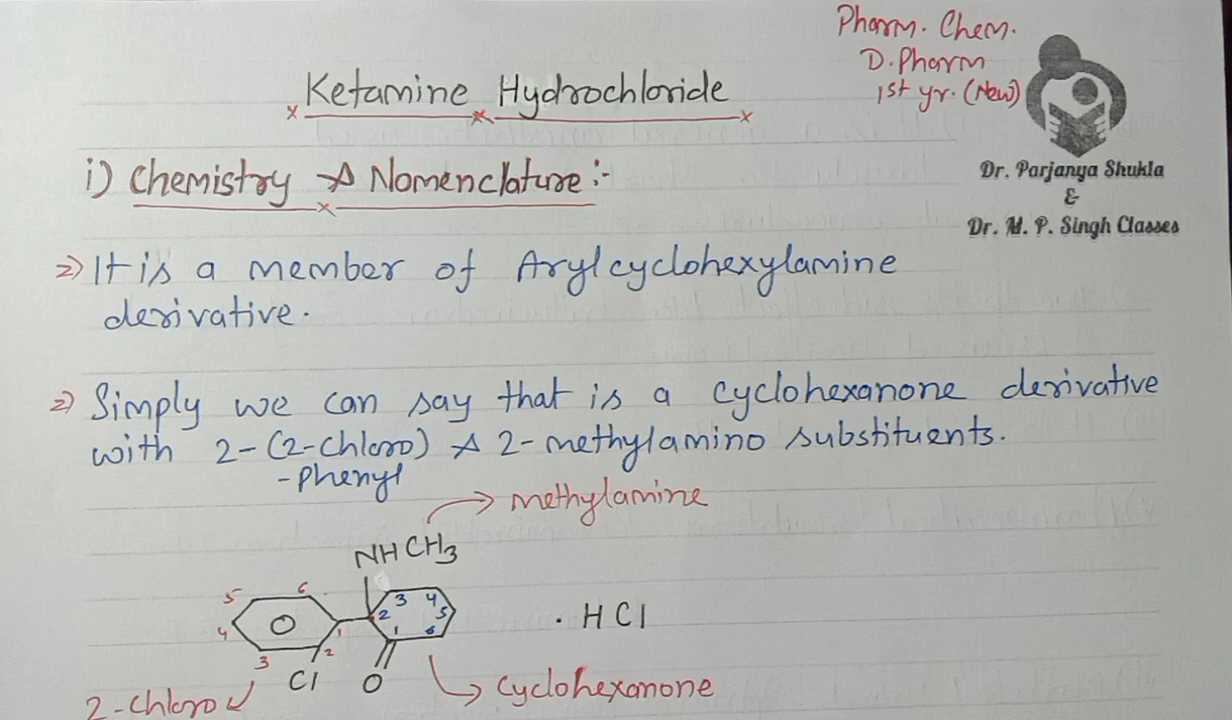 Pharm. Chem.
D. Pharm
1st yr. (New)
Ketamine Hydrochloride
Dr. Parjanya Shukla
&
Dr. M. P. Singh Classes
i) Chemistry & Nomenclature :-
=> It is a member of Arylcyclohexylamine
derivative.
=> Simply we can say that is a cyclohexanone derivative
with 2-(2-chloro) & 2-methylamino substituents.
-Phenyl
methylamine
NHCH3
5 6
4 1
3 2
2 3 4 5
1 6
. HCl
Cl O
Cyclohexanone
2-Chloro